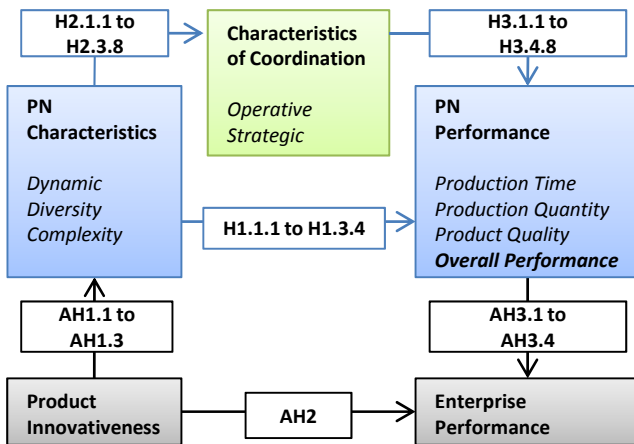 H2.1.1 to
H2.3.8
Characteristics
of Coordination
Operative
Strategic
H3.1.1 to
H3.4.8
PN
Characteristics
Dynamic
Diversity
Complexity
H1.1.1 to H1.3.4
PN
Performance
Production Time
Production Quantity
Product Quality
Overall Performance
AH1.1 to
AH1.3
AH3.1 to
AH3.4
Product
Innovativeness
AH2
Enterprise
Performance